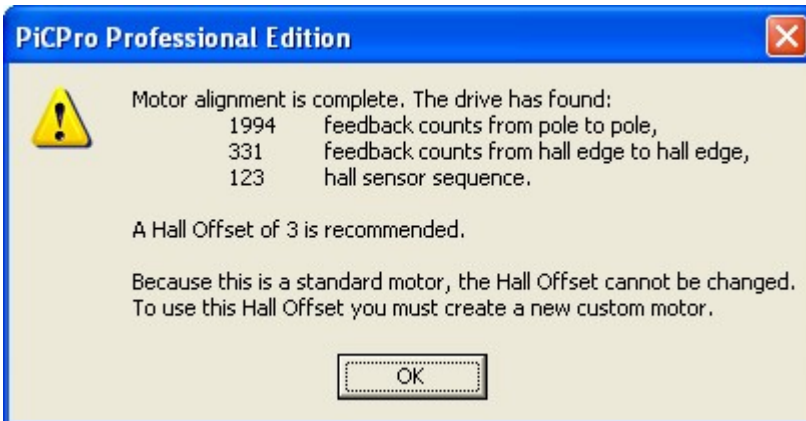 PiCPro Professional Edition
Motor alignment is complete. The drive has found:
1994 feedback counts from pole to pole,
331 feedback counts from hall edge to hall edge,
123 hall sensor sequence.
A Hall Offset of 3 is recommended.
Because this is a standard motor, the Hall Offset cannot be changed.
To use this Hall Offset you must create a new custom motor.
OK